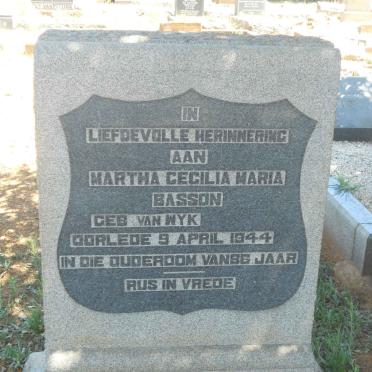 IN
LIEFDEVOLLE HERINNERING
AAN
MARTHA CECILIA MARIA
BASSON
GEB VAN WYK
OORLEDE 9 APRIL 1944
IN DIE OUDERDOM VAN 86 JAAR
RUS IN VREDE